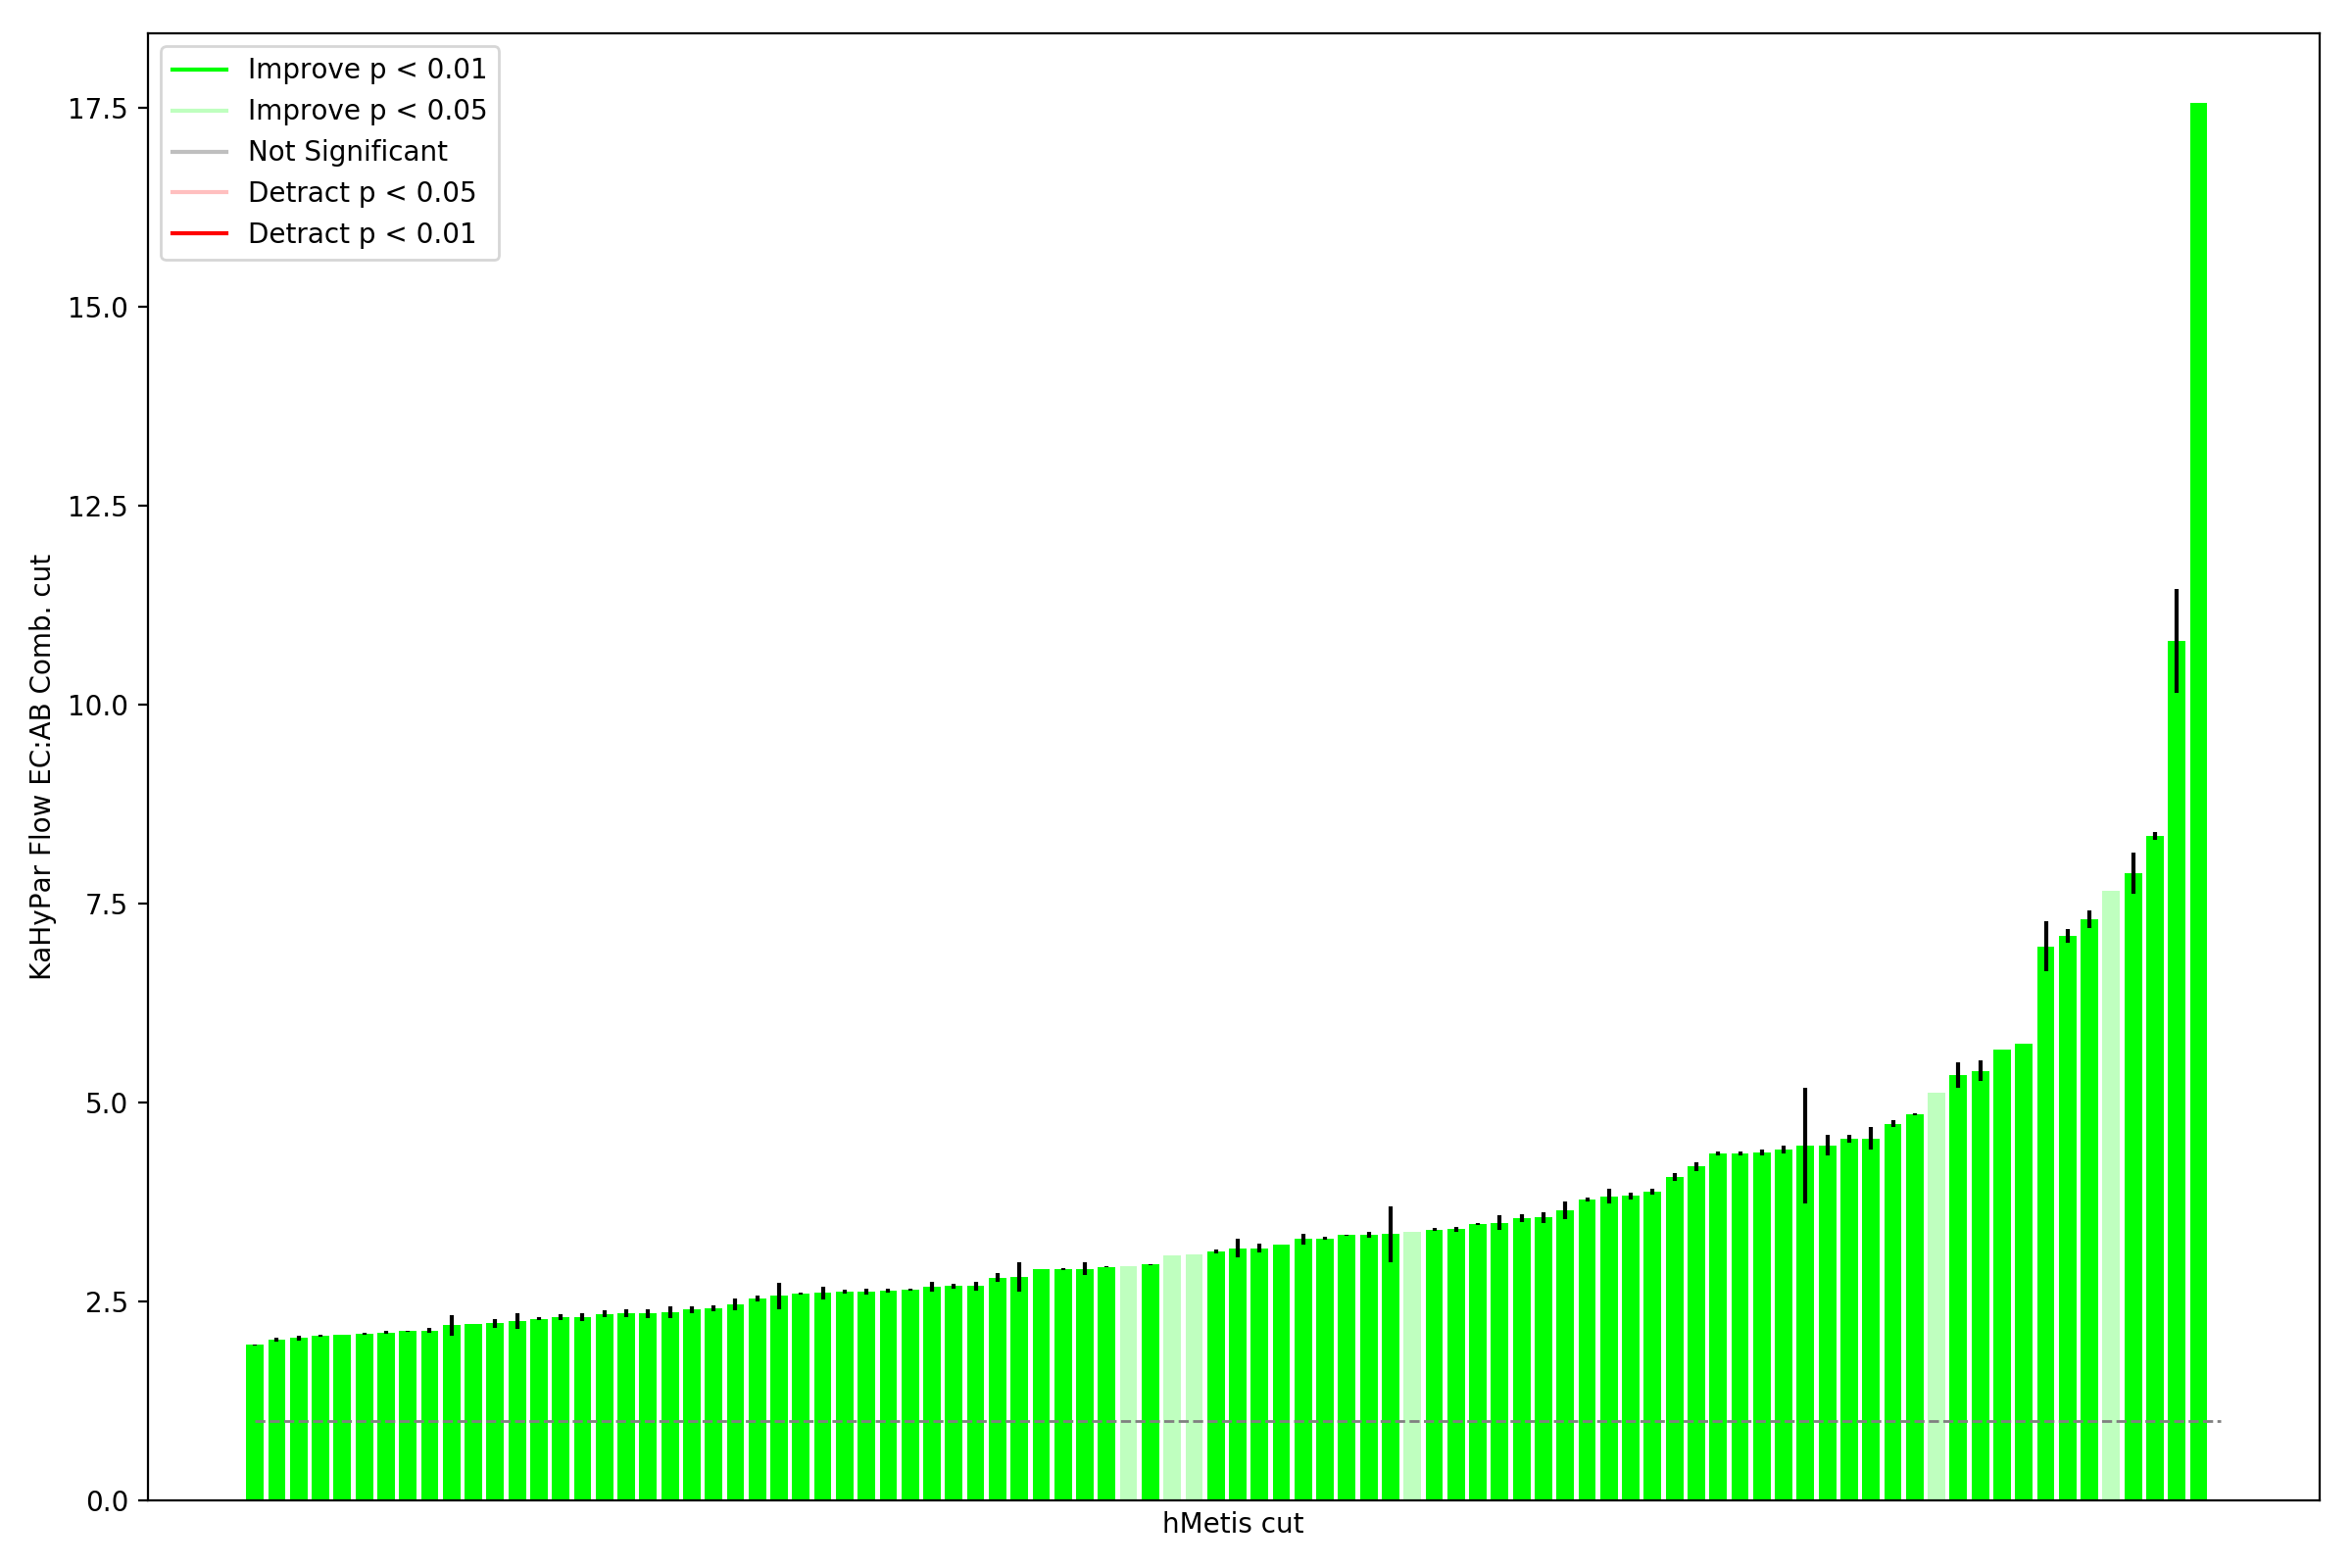 Improve p < 0.01
Improve p < 0.05
Not Significant
Detract p < 0.05
Detract p < 0.01
17.5
15.0
12.5
10.0
7.5
5.0
2.5
0.0
KaHyPar Flow EC:AB Comb. cut
hMetis cut